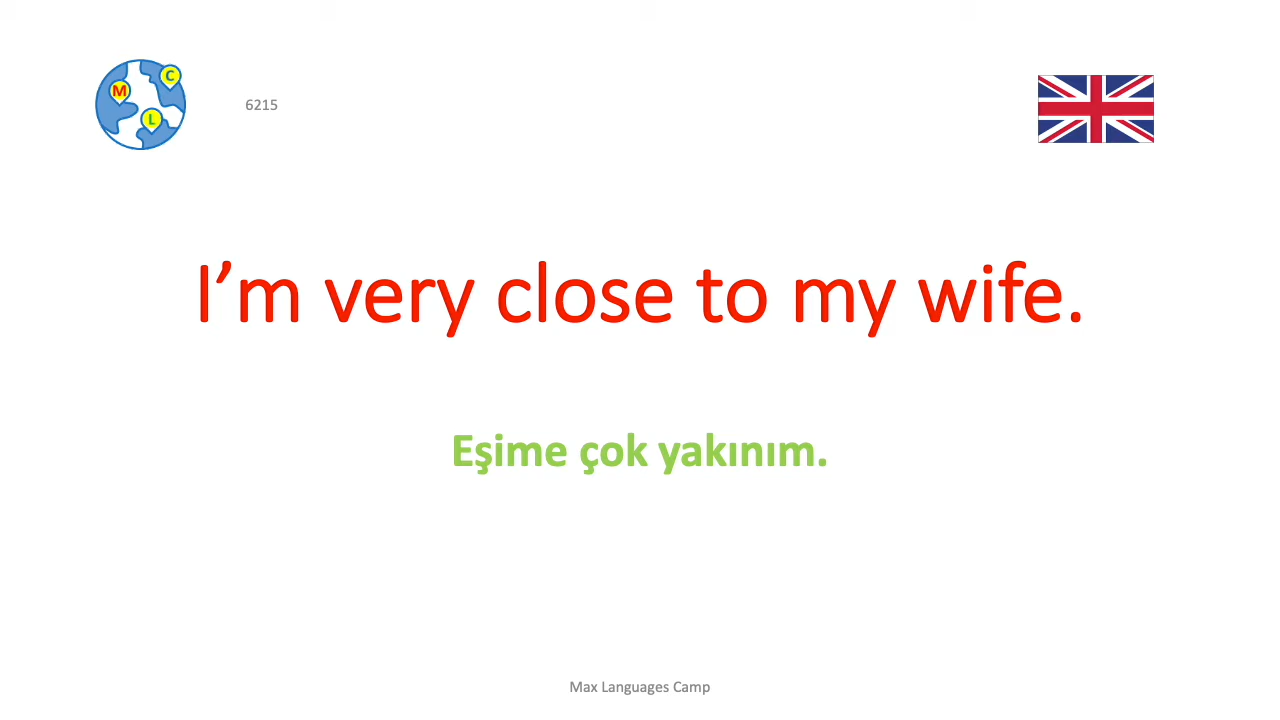 C
M
L
6215
I’m very close to my wife.
Eşime çok yakınım.
Max Languages Camp